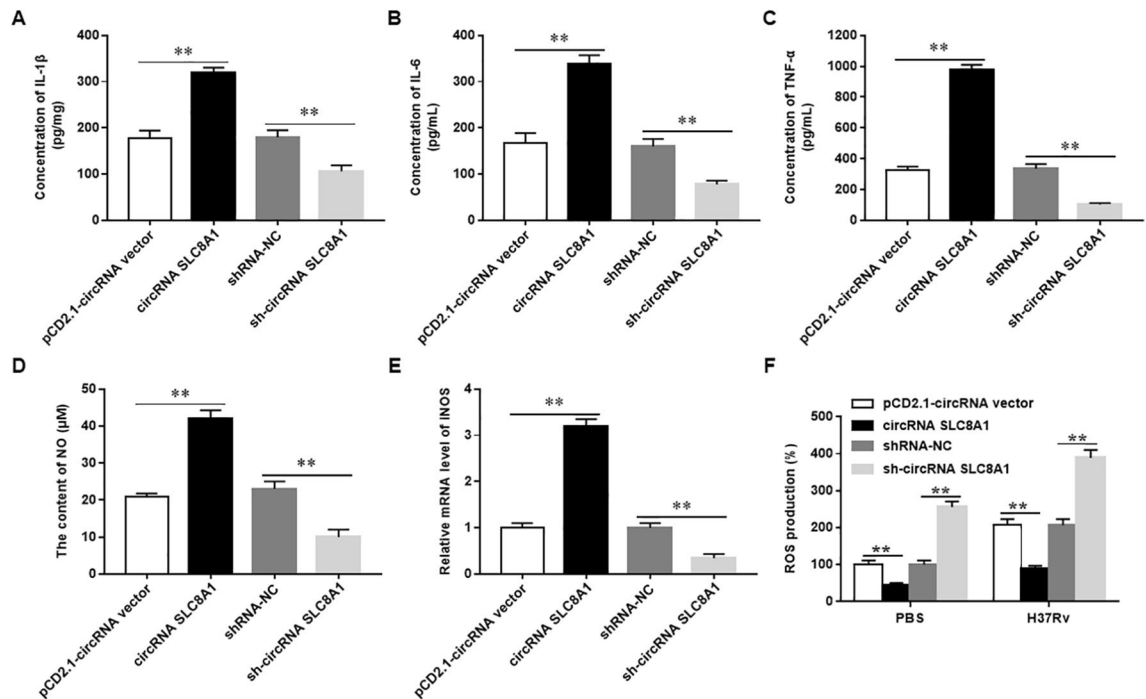 A
Concentration of IL-1β
(pg/mg)
400
300
200
100
0
**
**
pCD2.1-circRNA vector
circRNA SLC8A1
shRNA-NC
sh-circRNA SLC8A1
B
Concentration of IL-6
(pg/mL)
400
300
200
100
0
**
**
pCD2.1-circRNA vector
circRNA SLC8A1
shRNA-NC
sh-circRNA SLC8A1
C
Concentration of TNF-α
(pg/mL)
1200
1000
800
600
400
200
0
**
**
pCD2.1-circRNA vector
circRNA SLC8A1
shRNA-NC
sh-circRNA SLC8A1
D
The content of NO (μM)
50
40
30
20
10
0
**
**
pCD2.1-circRNA vector
circRNA SLC8A1
shRNA-NC
sh-circRNA SLC8A1
E
Relative mRNA level of INOS
4
3
2
1
0
**
**
pCD2.1-circRNA vector
circRNA SLC8A1
shRNA-NC
sh-circRNA SLC8A1
F
pCD2.1-circRNA vector
circRNA SLC8A1
shRNA-NC
sh-circRNA SLC8A1
ROS production (%)
500
400
300
200
100
0
**
**
**
**
PBS
H37Rv